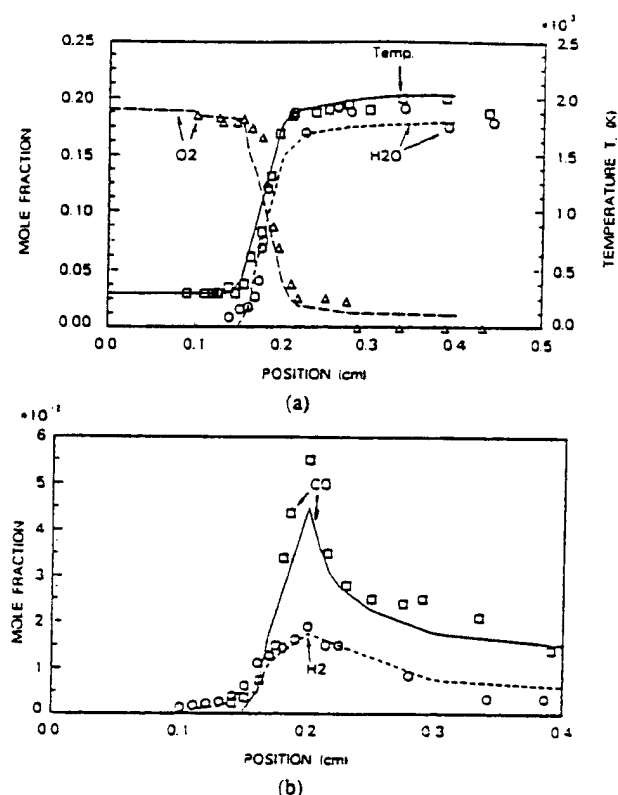 ×10³
0.25
0.20
0.15
0.10
0.05
0.00
MOLE FRACTION
2.5
2.0
1.5
1.0
0.5
0.0
TEMPERATURE T, (K)
Temp.
O2
H2O
0.0 0.1 0.2 0.3 0.4 0.5
POSITION (cm)
(a)
6
5
4
3
2
1
0
MOLE FRACTION
CO
H2
0.0 0.1 0.2 0.3 0.4
POSITION (cm)
(b)